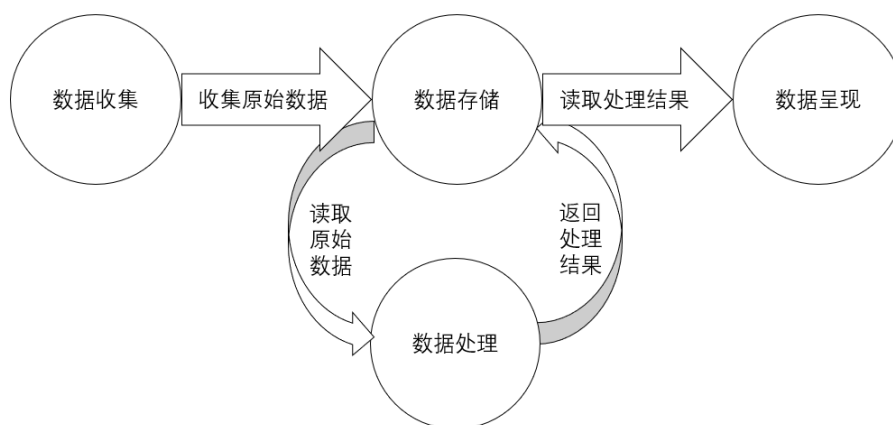 数据收集
收集原始数据
数据存储
读取处理结果
数据呈现
读取
原始
数据
返回
处理
结果
数据处理